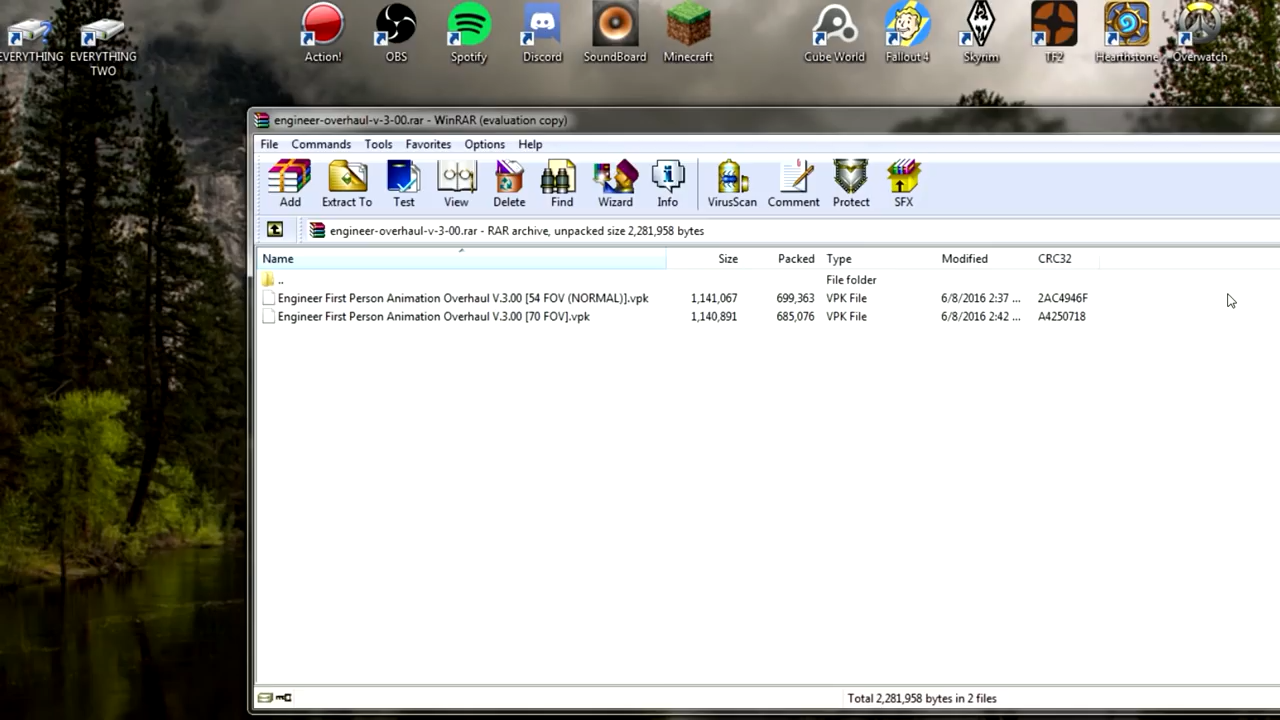 EVERYTHING
EVERYTHING TWO
Action!
OBS
Spotify
Discord
SoundBoard
Minecraft
Cube World
Fallout 4
Skyrim
TF2
Hearthstone
Overwatch
engineer-overhaul-v-3-00.rar - WinRAR (evaluation copy)
File Commands Tools Favorites Options Help
Add Extract To Test View Delete Find Wizard Info VirusScan Comment Protect SFX
engineer-overhaul-v-3-00.rar - RAR archive, unpacked size 2,281,958 bytes
Name Size Packed Type Modified CRC32
.. File folder
Engineer First Person Animation Overhaul V.3.00 [54 FOV (NORMAL)].vpk 1,141,067 699,363 VPK File 6/8/2016 2:37 ... 2AC4946F
Engineer First Person Animation Overhaul V.3.00 [70 FOV].vpk 1,140,891 685,076 VPK File 6/8/2016 2:42 ... A4250718
Total 2,281,958 bytes in 2 files